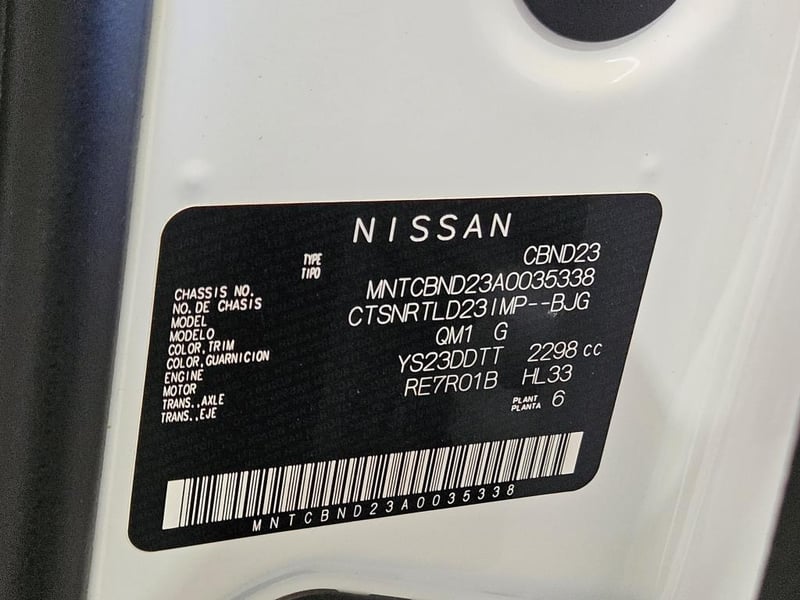 NISSAN
TYPE CBND23
TIPO
CHASSIS NO. MNTCBND23A0035338
NO. DE CHASIS
MODEL CTSNRTLD23IMP--BJG
MODELO
COLOR,TRIM QM1 G
COLOR,GUARNICION
ENGINE YS23DDTT 2298 cc
MOTOR
TRANS.,AXLE RE7R01B HL33
TRANS.,EJE
PLANT 6
PLANTA
MNTCBND23A0035338